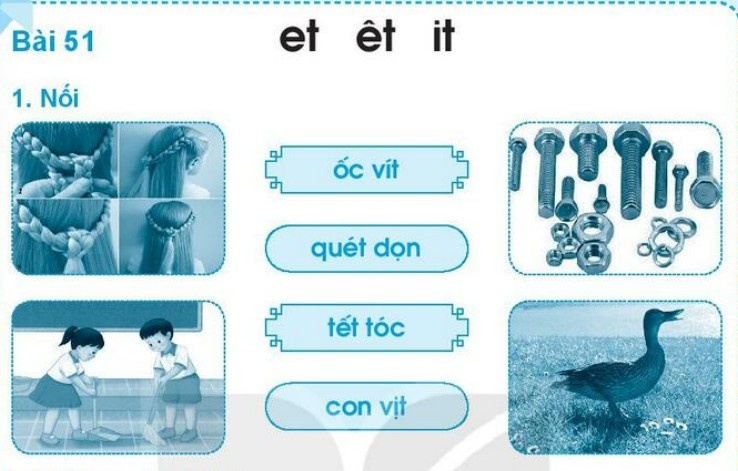 Bài 51
et êt it
1. Nối
ốc vít
quét dọn
tết tóc
con vịt